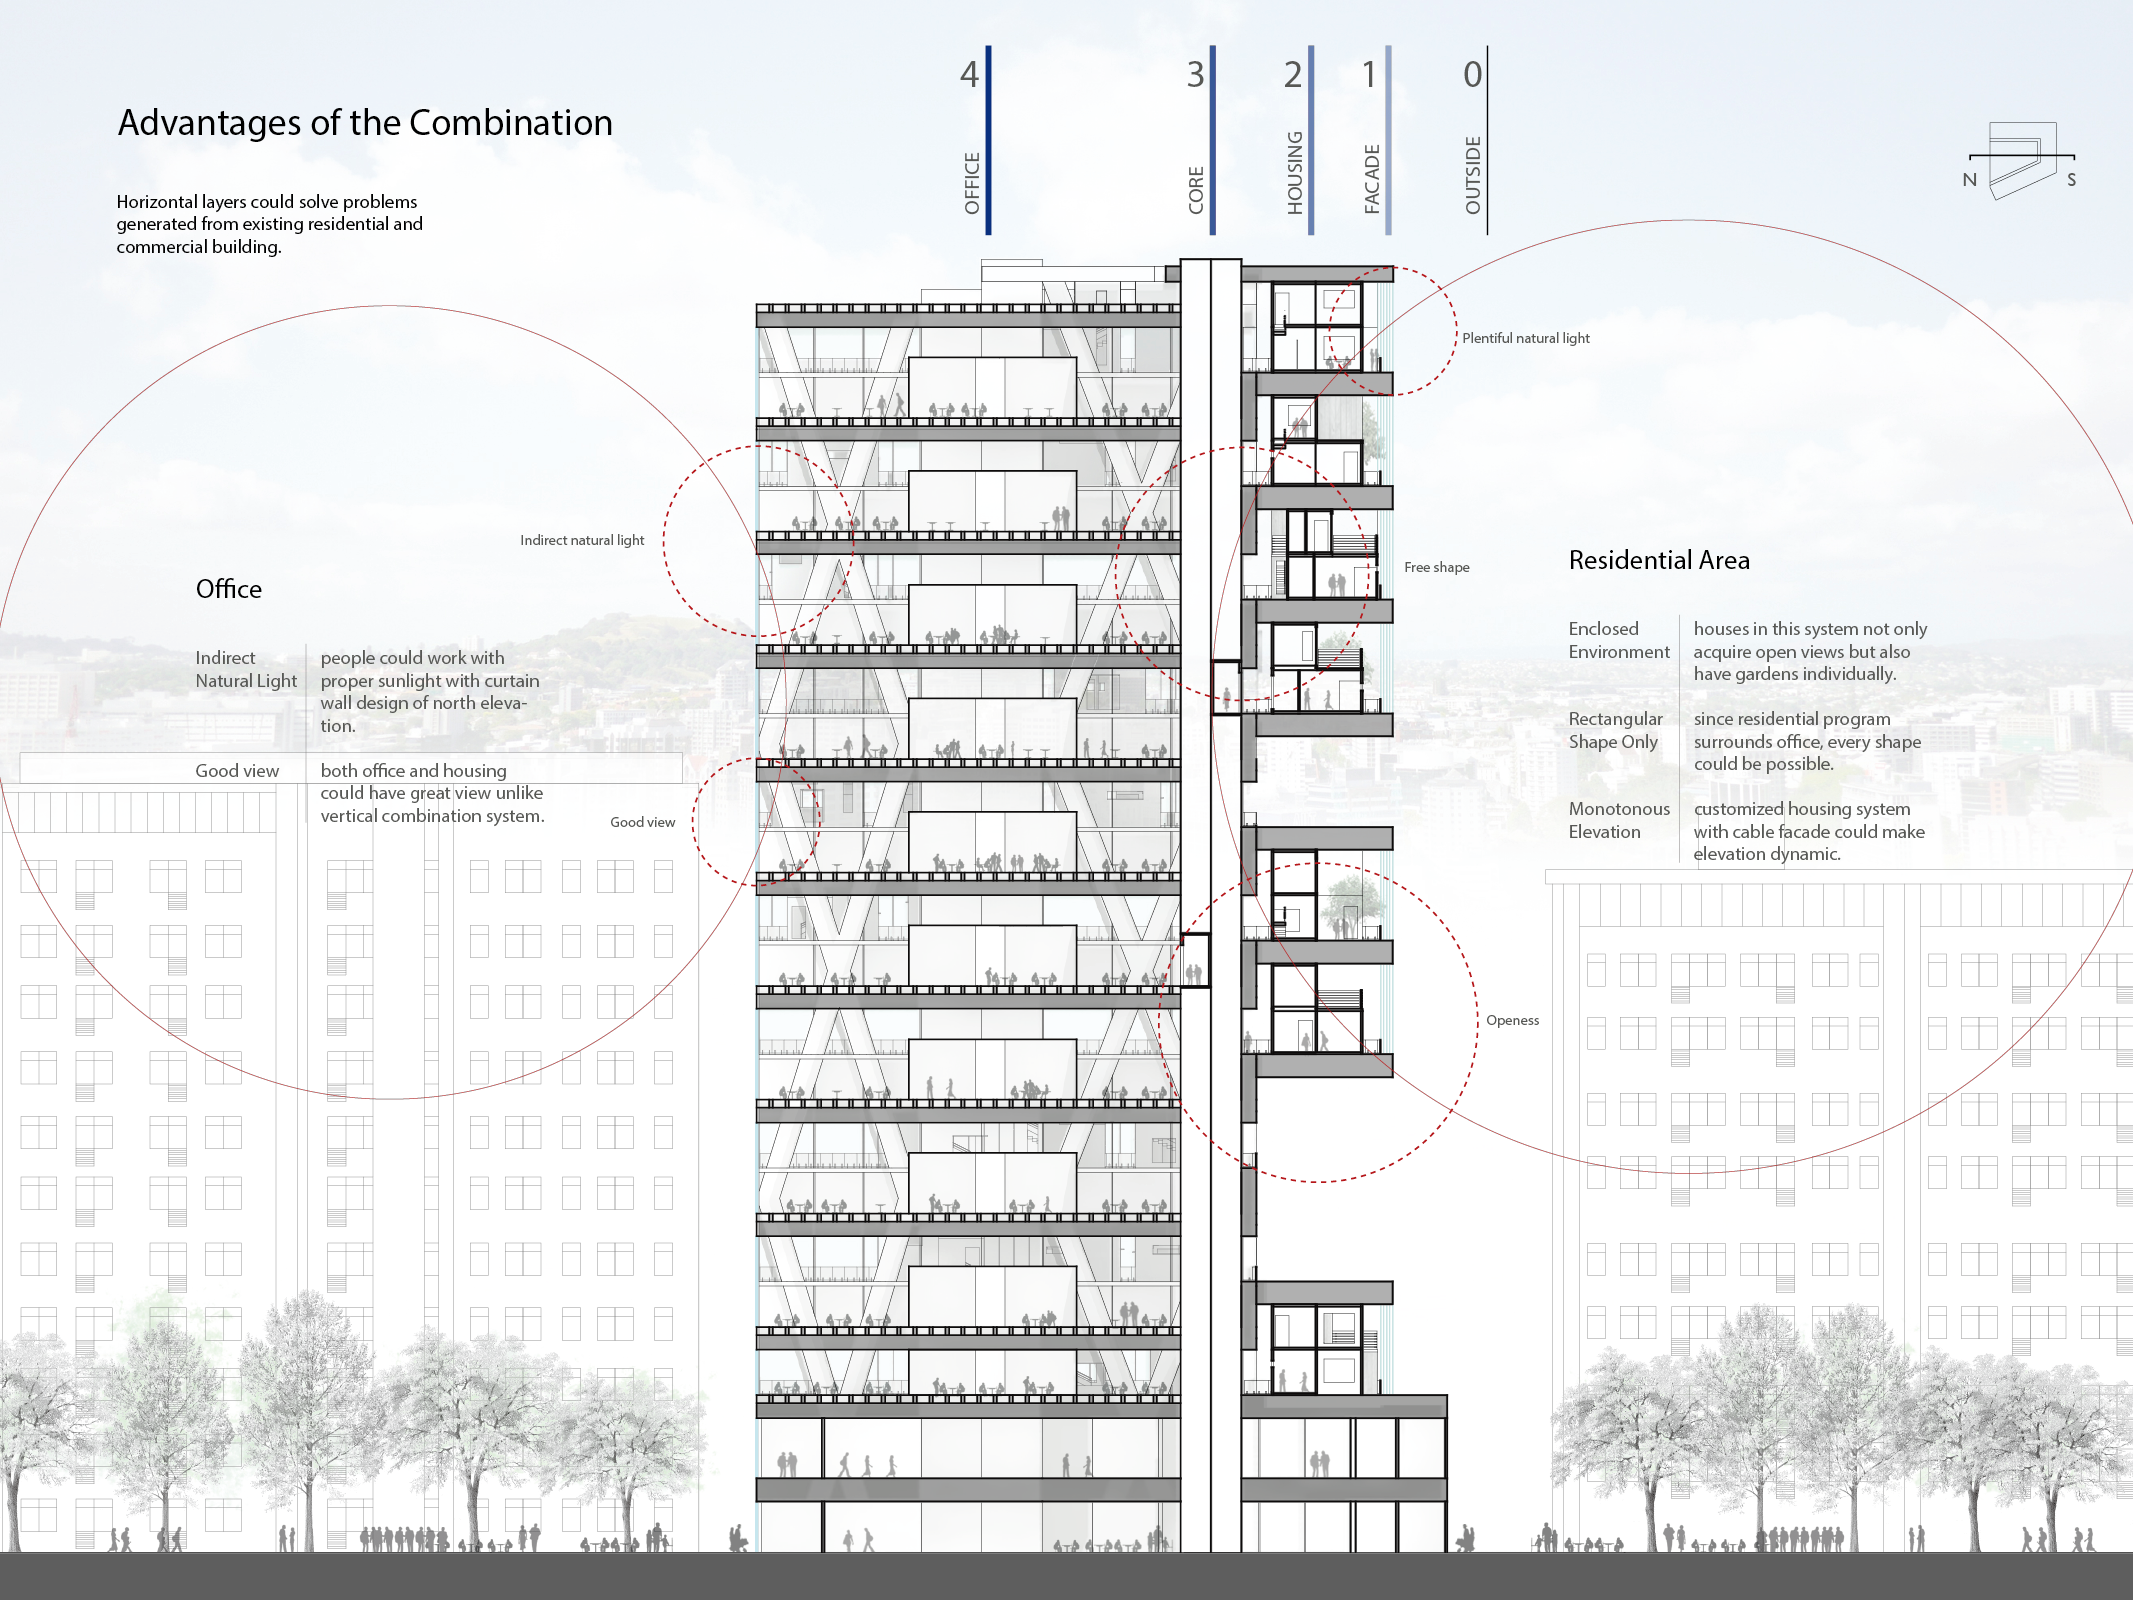 Advantages of the Combination
Horizontal layers could solve problems
generated from existing residential and
commercial building.
4
OFFICE
3
CORE
2
HOUSING
1
FACADE
0
OUTSIDE
N
S
Plentiful natural light
Indirect natural light
Free shape
Good view
Openess
Office
Indirect
Natural Light
people could work with
proper sunlight with curtain
wall design of north eleva-
tion.
Good view
both office and housing
could have great view unlike
vertical combination system.
Residential Area
Enclosed
Environment
houses in this system not only
acquire open views but also
have gardens individually.
Rectangular
Shape Only
since residential program
surrounds office, every shape
could be possible.
Monotonous
Elevation
customized housing system
with cable facade could make
elevation dynamic.